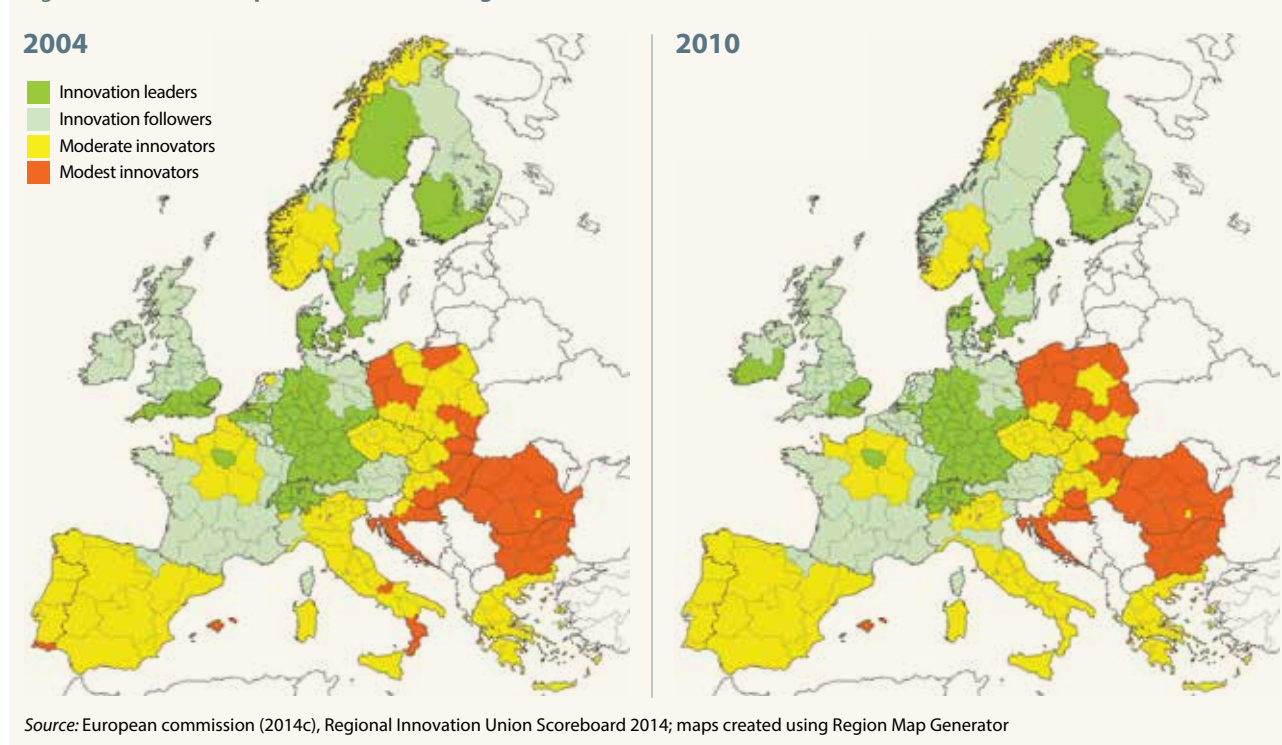 2004
2010
Innovation leaders
Innovation followers
Moderate innovators
Modest innovators
Source: European commission (2014c), Regional Innovation Union Scoreboard 2014; maps created using Region Map Generator